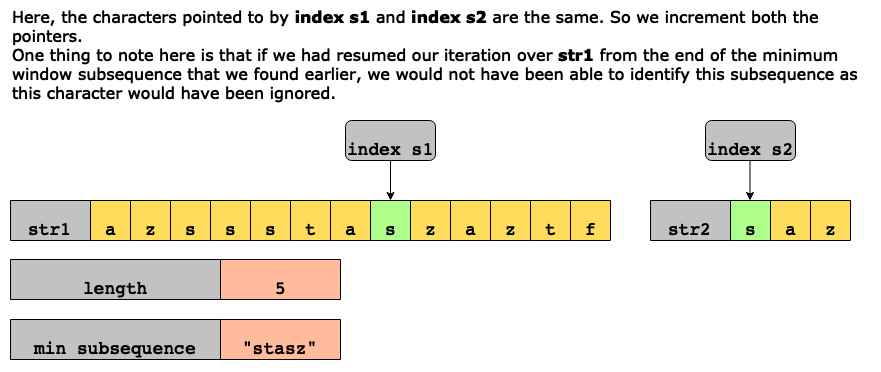 Here, the characters pointed to by index s1 and index s2 are the same. So we increment both the
pointers.
One thing to note here is that if we had resumed our iteration over str1 from the end of the minimum
window subsequence that we found earlier, we would not have been able to identify this subsequence as
this character would have been ignored.
index s1 index s2
str1 a z s s s t a s z a z t f str2 s a z
length 5
min subsequence "stasz"